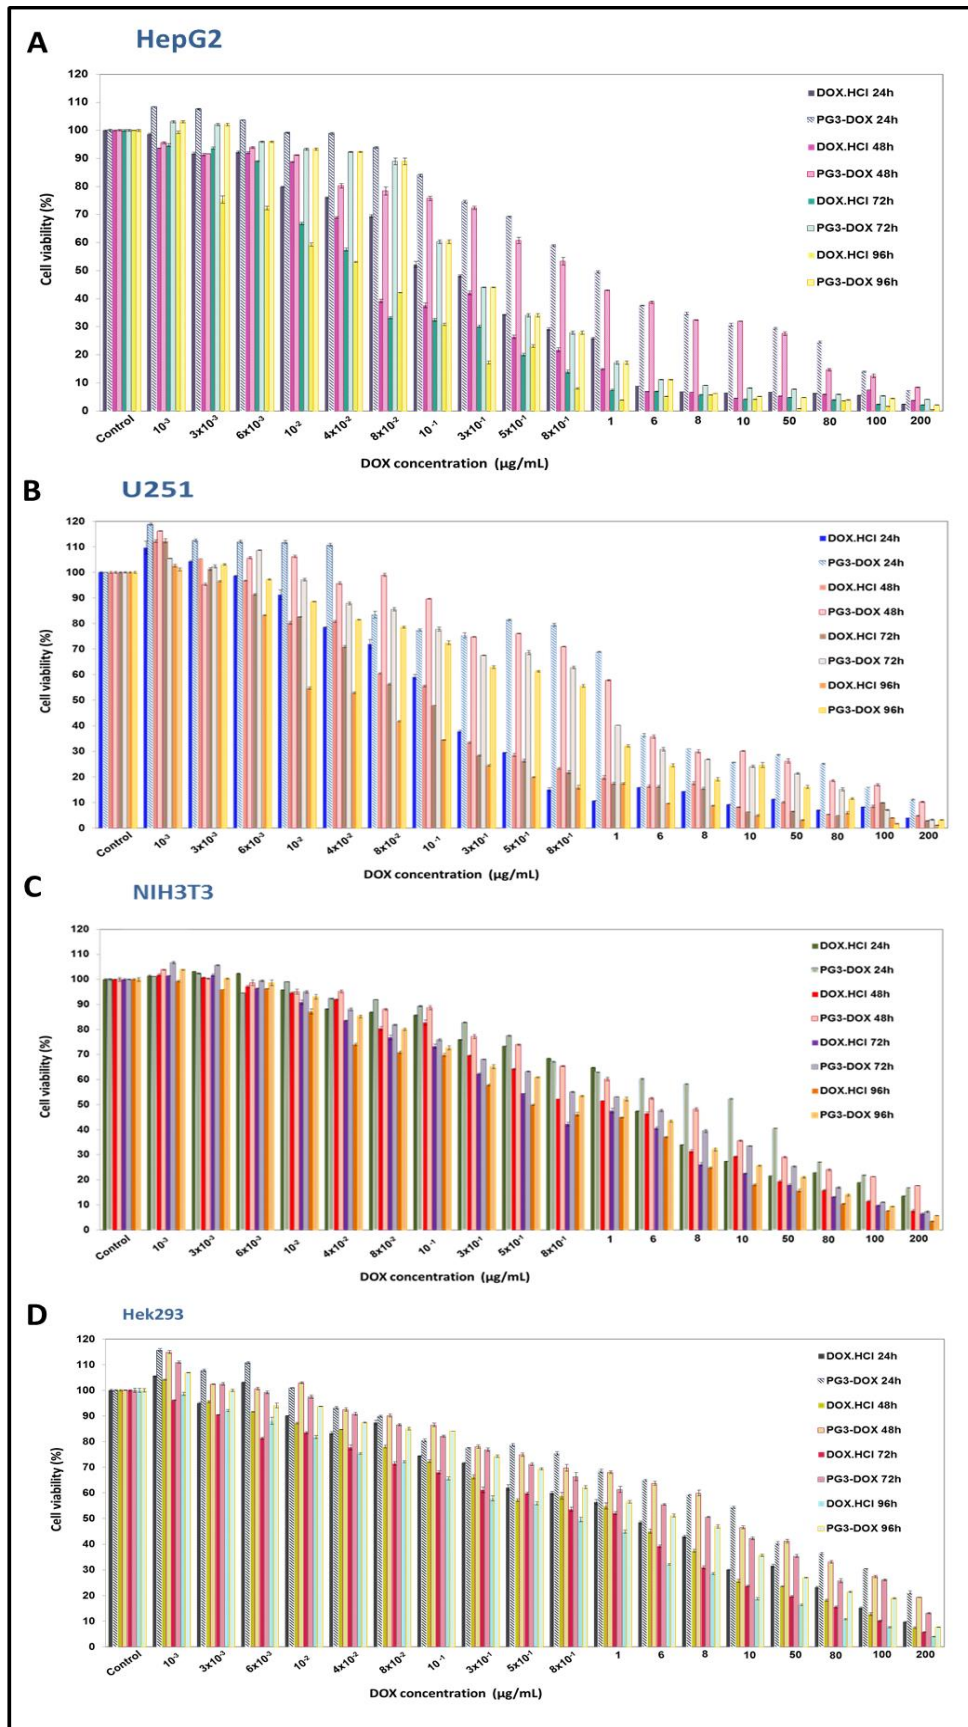 A HepG2
120
110
100
90
80
70
60
50
40
30
20
10
0
Cell viability (%)
DOX.HCl 24h
PG3-DOX 24h
DOX.HCl 48h
PG3-DOX 48h
DOX.HCl 72h
PG3-DOX 72h
DOX.HCl 96h
PG3-DOX 96h
Control 10⁻³ 3x10⁻³ 6x10⁻³ 10⁻² 4x10⁻² 8x10⁻² 10⁻¹ 3x10⁻¹ 5x10⁻¹ 8x10⁻¹ 1 6 8 10 50 80 100 200
DOX concentration (µg/mL)
B U251
120
110
100
90
80
70
60
50
40
30
20
10
0
Cell viability (%)
DOX.HCl 24h
PG3-DOX 24h
DOX.HCl 48h
PG3-DOX 48h
DOX.HCl 72h
PG3-DOX 72h
DOX.HCl 96h
PG3-DOX 96h
Control 10⁻³ 3x10⁻³ 6x10⁻³ 10⁻² 4x10⁻² 8x10⁻² 10⁻¹ 3x10⁻¹ 5x10⁻¹ 8x10⁻¹ 1 6 8 10 50 80 100 200
DOX concentration (µg/mL)
C NIH3T3
120
110
100
90
80
70
60
50
40
30
20
10
0
Cell viability (%)
DOX.HCl 24h
PG3-DOX 24h
DOX.HCl 48h
PG3-DOX 48h
DOX.HCl 72h
PG3-DOX 72h
DOX.HCl 96h
PG3-DOX 96h
Control 10⁻³ 3x10⁻³ 6x10⁻³ 10⁻² 4x10⁻² 8x10⁻² 10⁻¹ 3x10⁻¹ 5x10⁻¹ 8x10⁻¹ 1 6 8 10 50 80 100 200
DOX concentration (µg/mL)
D Hek293
120
110
100
90
80
70
60
50
40
30
20
10
0
Cell viability (%)
DOX.HCl 24h
PG3-DOX 24h
DOX.HCl 48h
PG3-DOX 48h
DOX.HCl 72h
PG3-DOX 72h
DOX.HCl 96h
PG3-DOX 96h
Control 10⁻³ 3x10⁻³ 6x10⁻³ 10⁻² 4x10⁻² 8x10⁻² 10⁻¹ 3x10⁻¹ 5x10⁻¹ 8x10⁻¹ 1 6 8 10 50 80 100 200
DOX concentration (µg/mL)